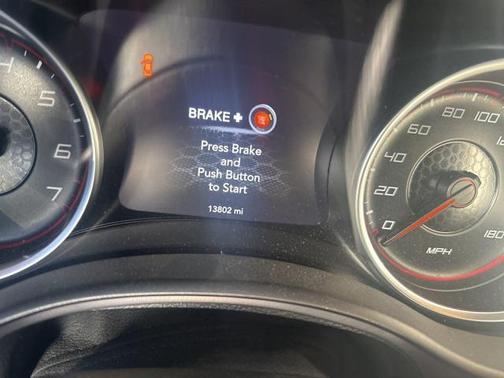 BRAKE +
Press Brake
and
Push Button
to Start
13802 mi
5
6
7
0
20
40
60
80
100
180
MPH